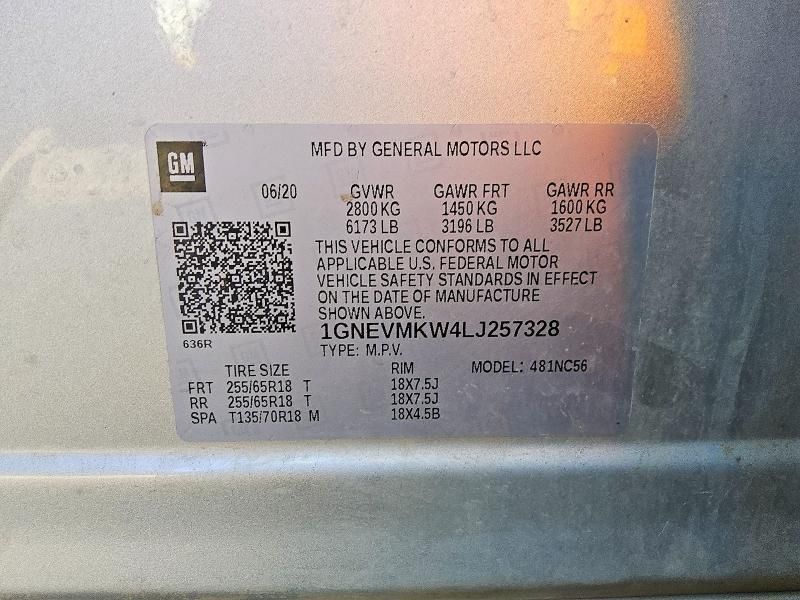 GM
MFD BY GENERAL MOTORS LLC
06/20 GVWR GAWR FRT GAWR RR
2800 KG 1450 KG 1600 KG
6173 LB 3196 LB 3527 LB
THIS VEHICLE CONFORMS TO ALL
APPLICABLE U.S. FEDERAL MOTOR
VEHICLE SAFETY STANDARDS IN EFFECT
ON THE DATE OF MANUFACTURE
SHOWN ABOVE.
1GNEVMKW4LJ257328
636R
TYPE: M.P.V.
TIRE SIZE RIM MODEL: 481NC56
FRT 255/65R18 T 18X7.5J
RR 255/65R18 T 18X7.5J
SPA T135/70R18 M 18X4.5B